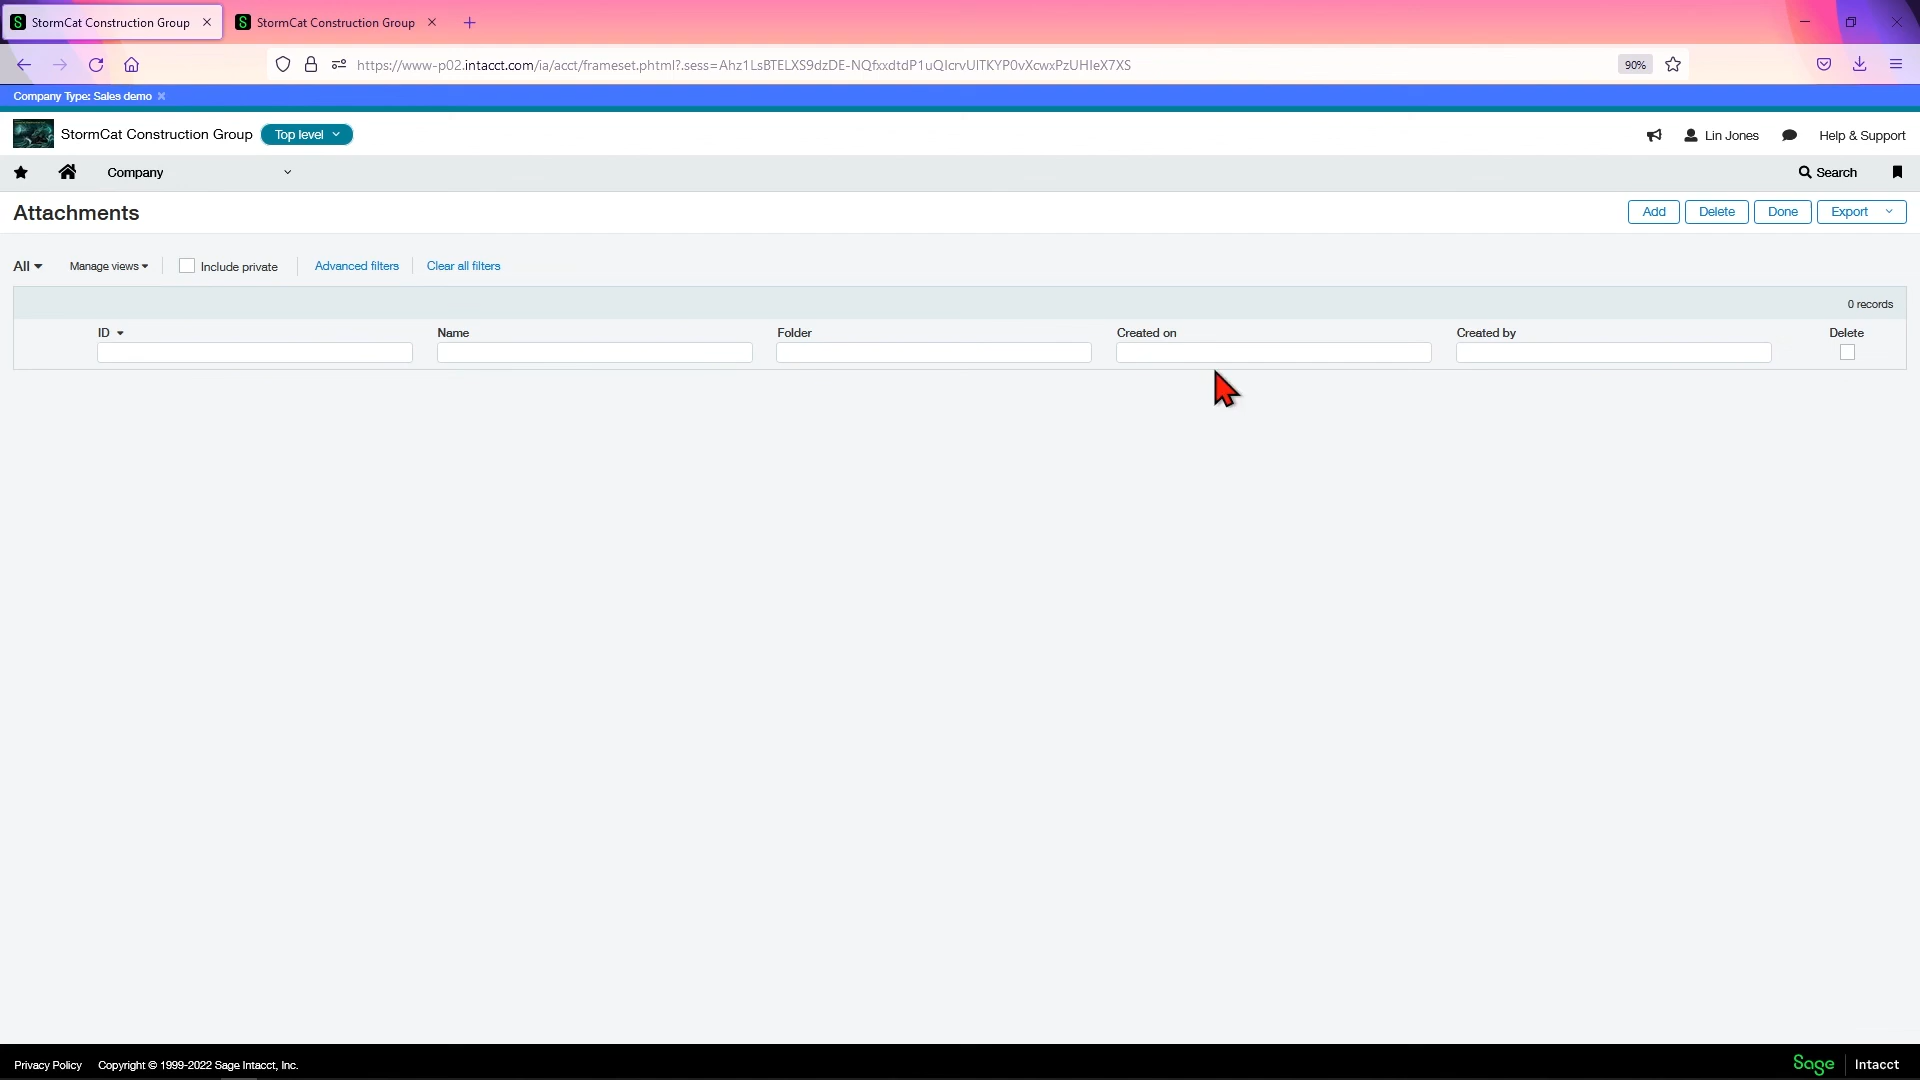 StormCat Construction Group
StormCat Construction Group
https://www-p02.intacct.com/ia/acct/frameset.phtml?.sess=Ahz1LsBTELXS9dzDE-NQfxxdtdP1uQIcrvUITKYP0vXcwxPzUHIeX7XS
90%
Company Type: Sales demo
StormCat Construction Group
Top level
Lin Jones
Help & Support
Company
Search
Attachments
Add
Delete
Done
Export
All
Manage views
Include private
Advanced filters
Clear all filters
0 records
ID
Name
Folder
Created on
Created by
Delete
Privacy Policy
Copyright © 1999-2022 Sage Intacct, Inc.
Sage
Intacct